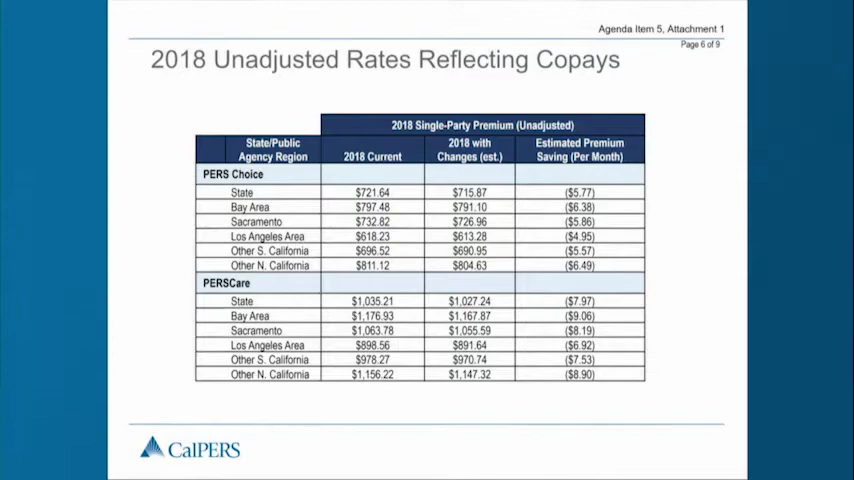 Agenda Item 5, Attachment 1
Page 6 of 9
2018 Unadjusted Rates Reflecting Copays
2018 Single-Party Premium (Unadjusted)
State/Public Agency Region 2018 Current 2018 with Changes (est.) Estimated Premium Saving (Per Month)
PERS Choice
State $721.64 $715.87 ($5.77)
Bay Area $797.48 $791.10 ($6.38)
Sacramento $732.82 $726.96 ($5.86)
Los Angeles Area $618.23 $613.28 ($4.95)
Other S. California $696.52 $690.95 ($5.57)
Other N. California $811.12 $804.63 ($6.49)
PERSCare
State $1,035.21 $1,027.24 ($7.97)
Bay Area $1,176.93 $1,167.87 ($9.06)
Sacramento $1,063.78 $1,055.59 ($8.19)
Los Angeles Area $898.56 $891.64 ($6.92)
Other S. California $978.27 $970.74 ($7.53)
Other N. California $1,156.22 $1,147.32 ($8.90)
CalPERS